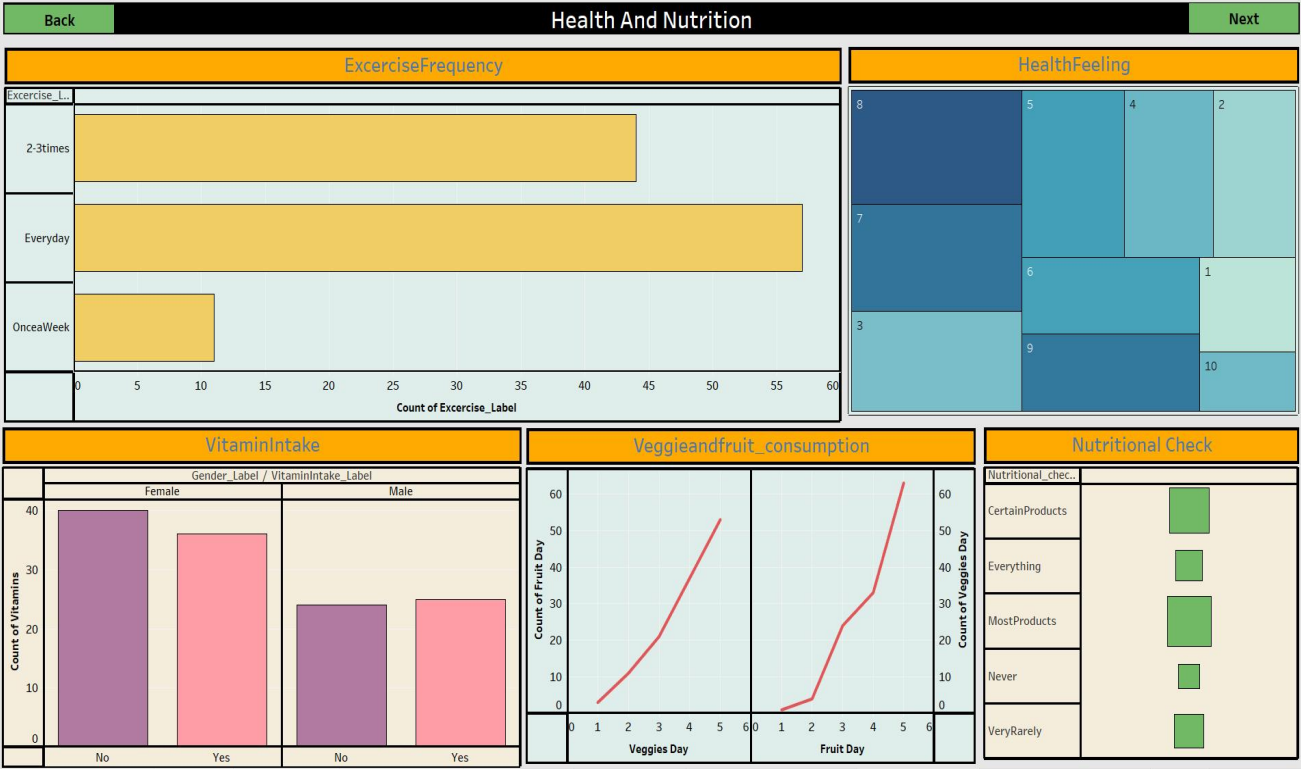 Back
Health And Nutrition
Next
ExcerciseFrequency
Excercise_L..
2-3times
Everyday
OnceaWeek
0 5 10 15 20 25 30 35 40 45 50 55 60
Count of Excercise_Label
HealthFeeling
8
5
4
2
7
6
1
3
9
10
VitaminIntake
Gender_Label / VitaminIntake_Label
Female
Male
Count of Vitamins
40
30
20
10
0
No
Yes
No
Yes
Veggieandfruit_consumption
Count of Fruit Day
60
50
40
30
20
10
0
0 1 2 3 4 5 6
Veggies Day
0 1 2 3 4 5 6
Fruit Day
60
50
40
30
20
10
0
Count of Veggies Day
Nutritional Check
Nutritional_chec..
CertainProducts
Everything
MostProducts
Never
VeryRarely